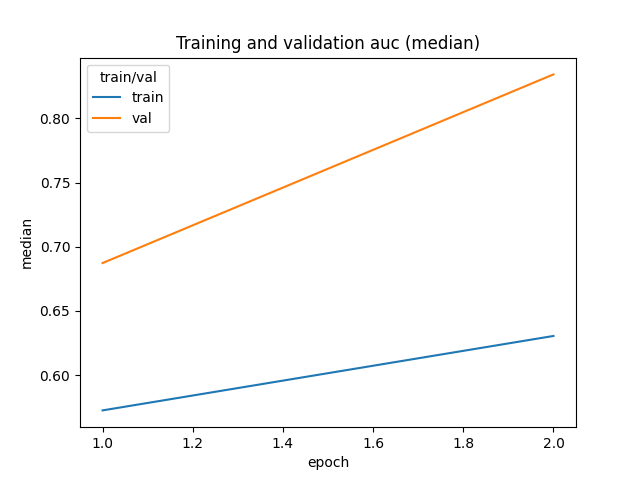 Training and validation auc (median)
train/val
train
val
median
0.80
0.75
0.70
0.65
0.60
1.0 1.2 1.4 1.6 1.8 2.0
epoch